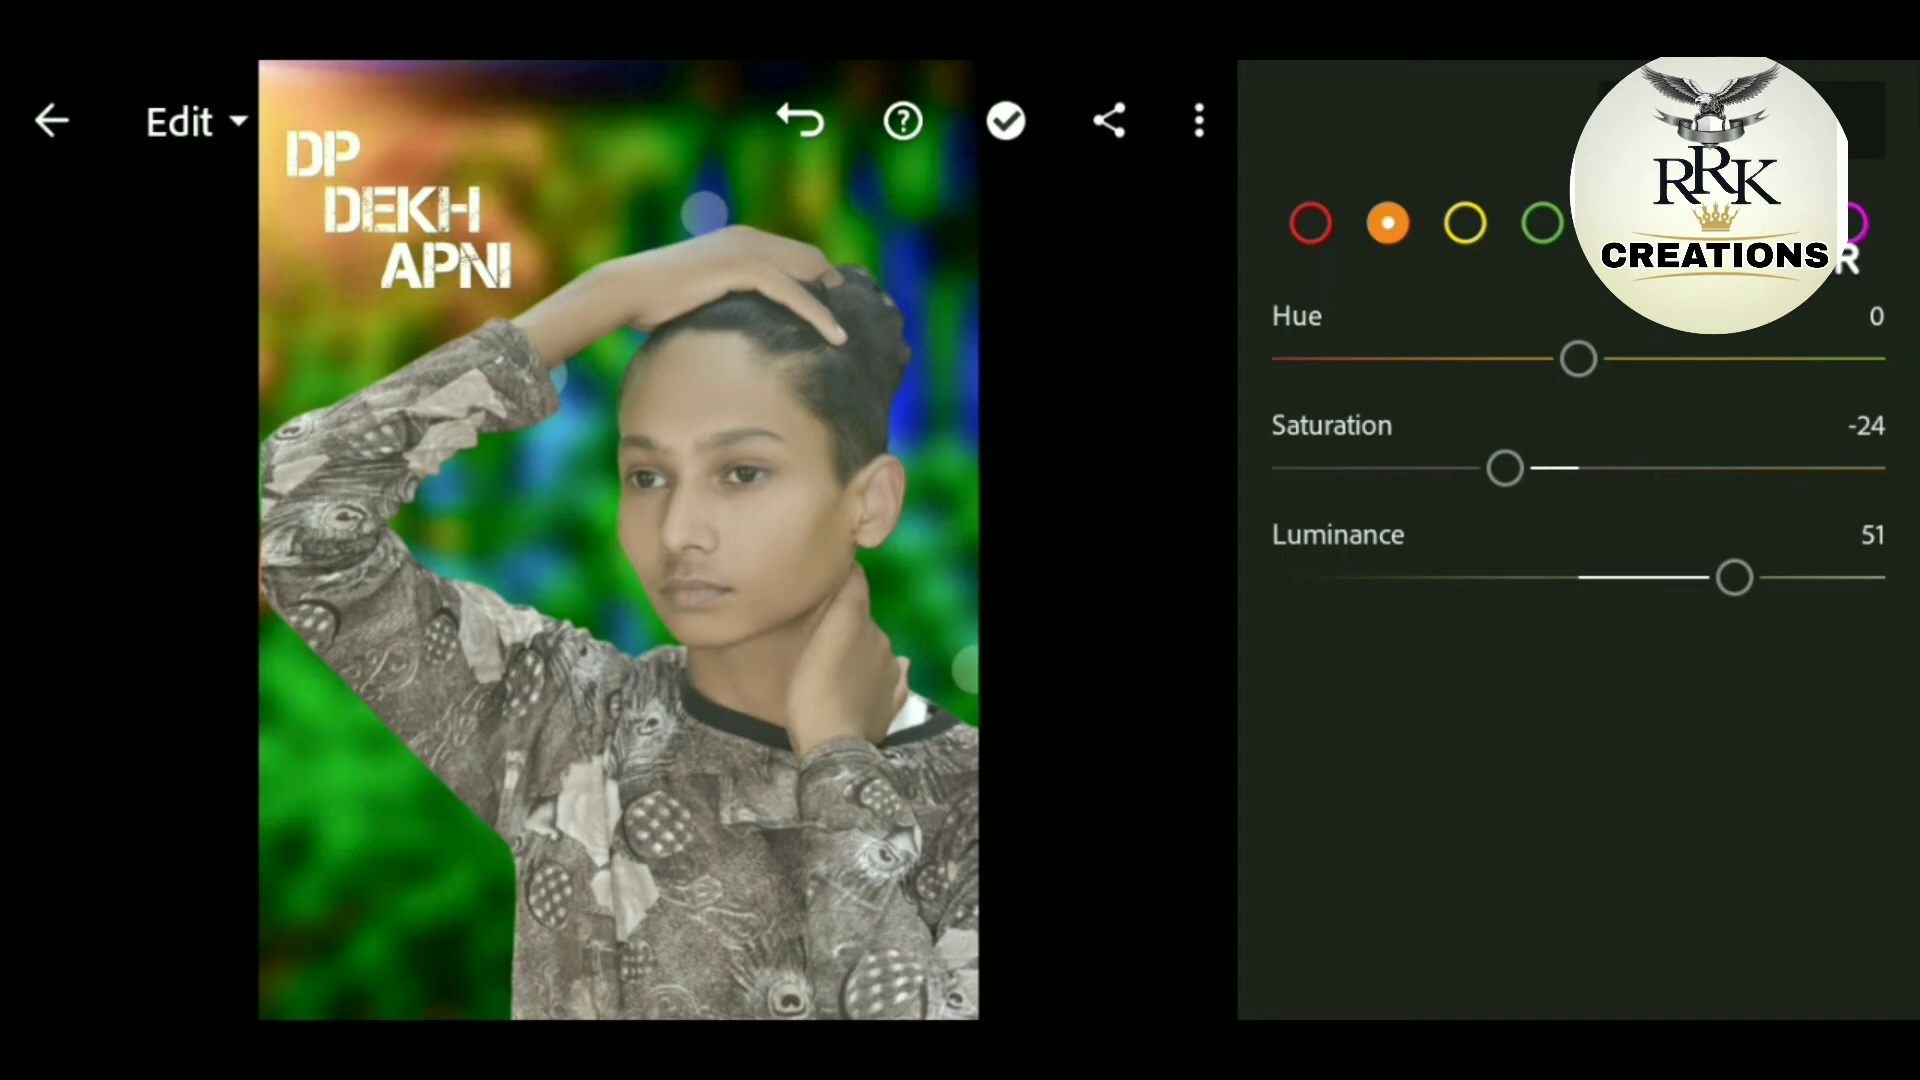 Edit
DP
DEKH
APNI
RRK
CREATIONS
R
Hue 0
Saturation -24
Luminance 51